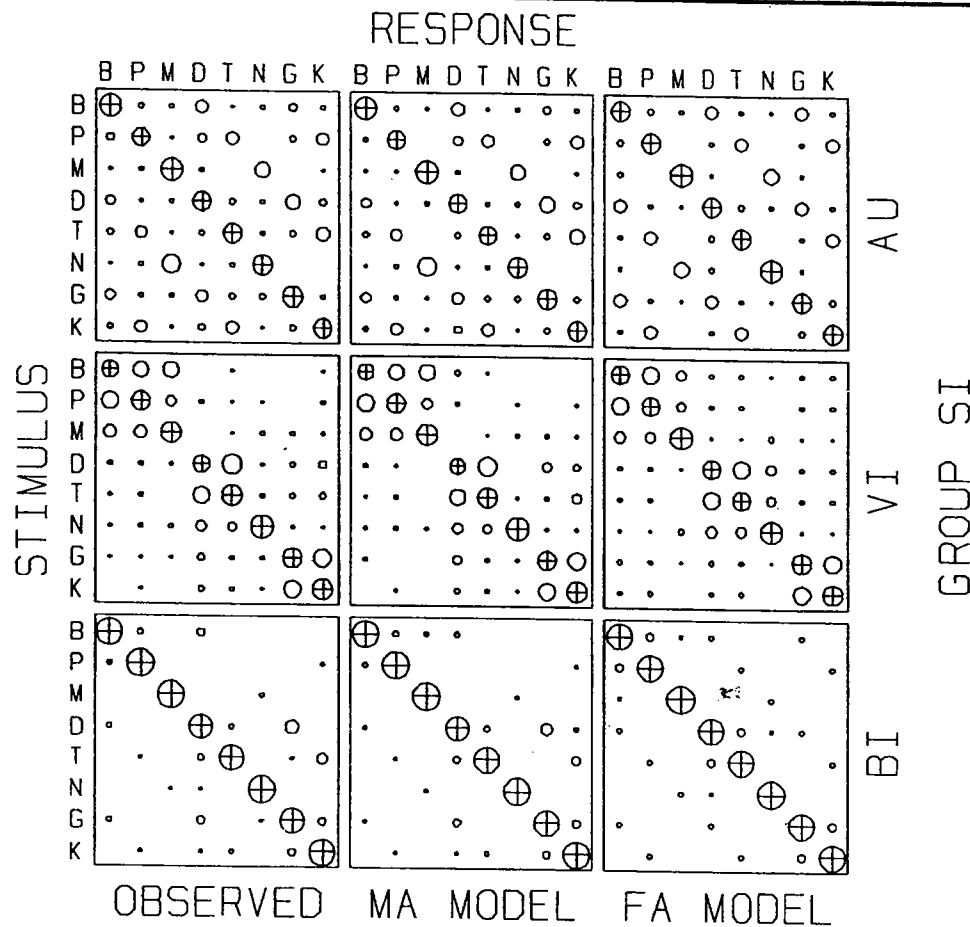 RESPONSE
B P M D T N G K B P M D T N G K B P M D T N G K
B
P
M
D
T
N
G
K
AU
B
P
M
D
T
N
G
K
VI
B
P
M
D
T
N
G
K
BI
STIMULUS
GROUP SI
OBSERVED MA MODEL FA MODEL